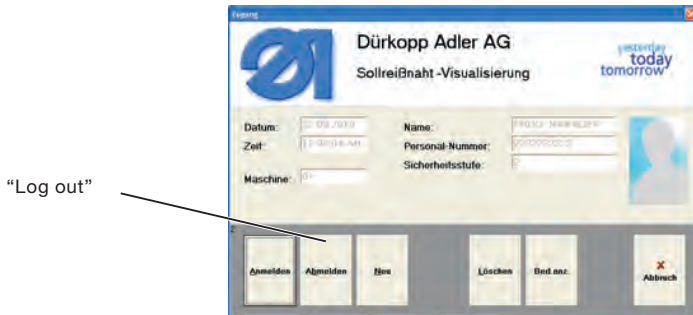 Zugang
Dürkopp Adler AG
Sollreißnaht -Visualisierung
yesterday
today
tomorrow
Datum:
Zeit:
Maschine:
Name:
Personal-Nummer:
Sicherheitsstufe:
“Log out”
Anmelden Abmelden Neu Löschen Bed.anz. X Abbruch